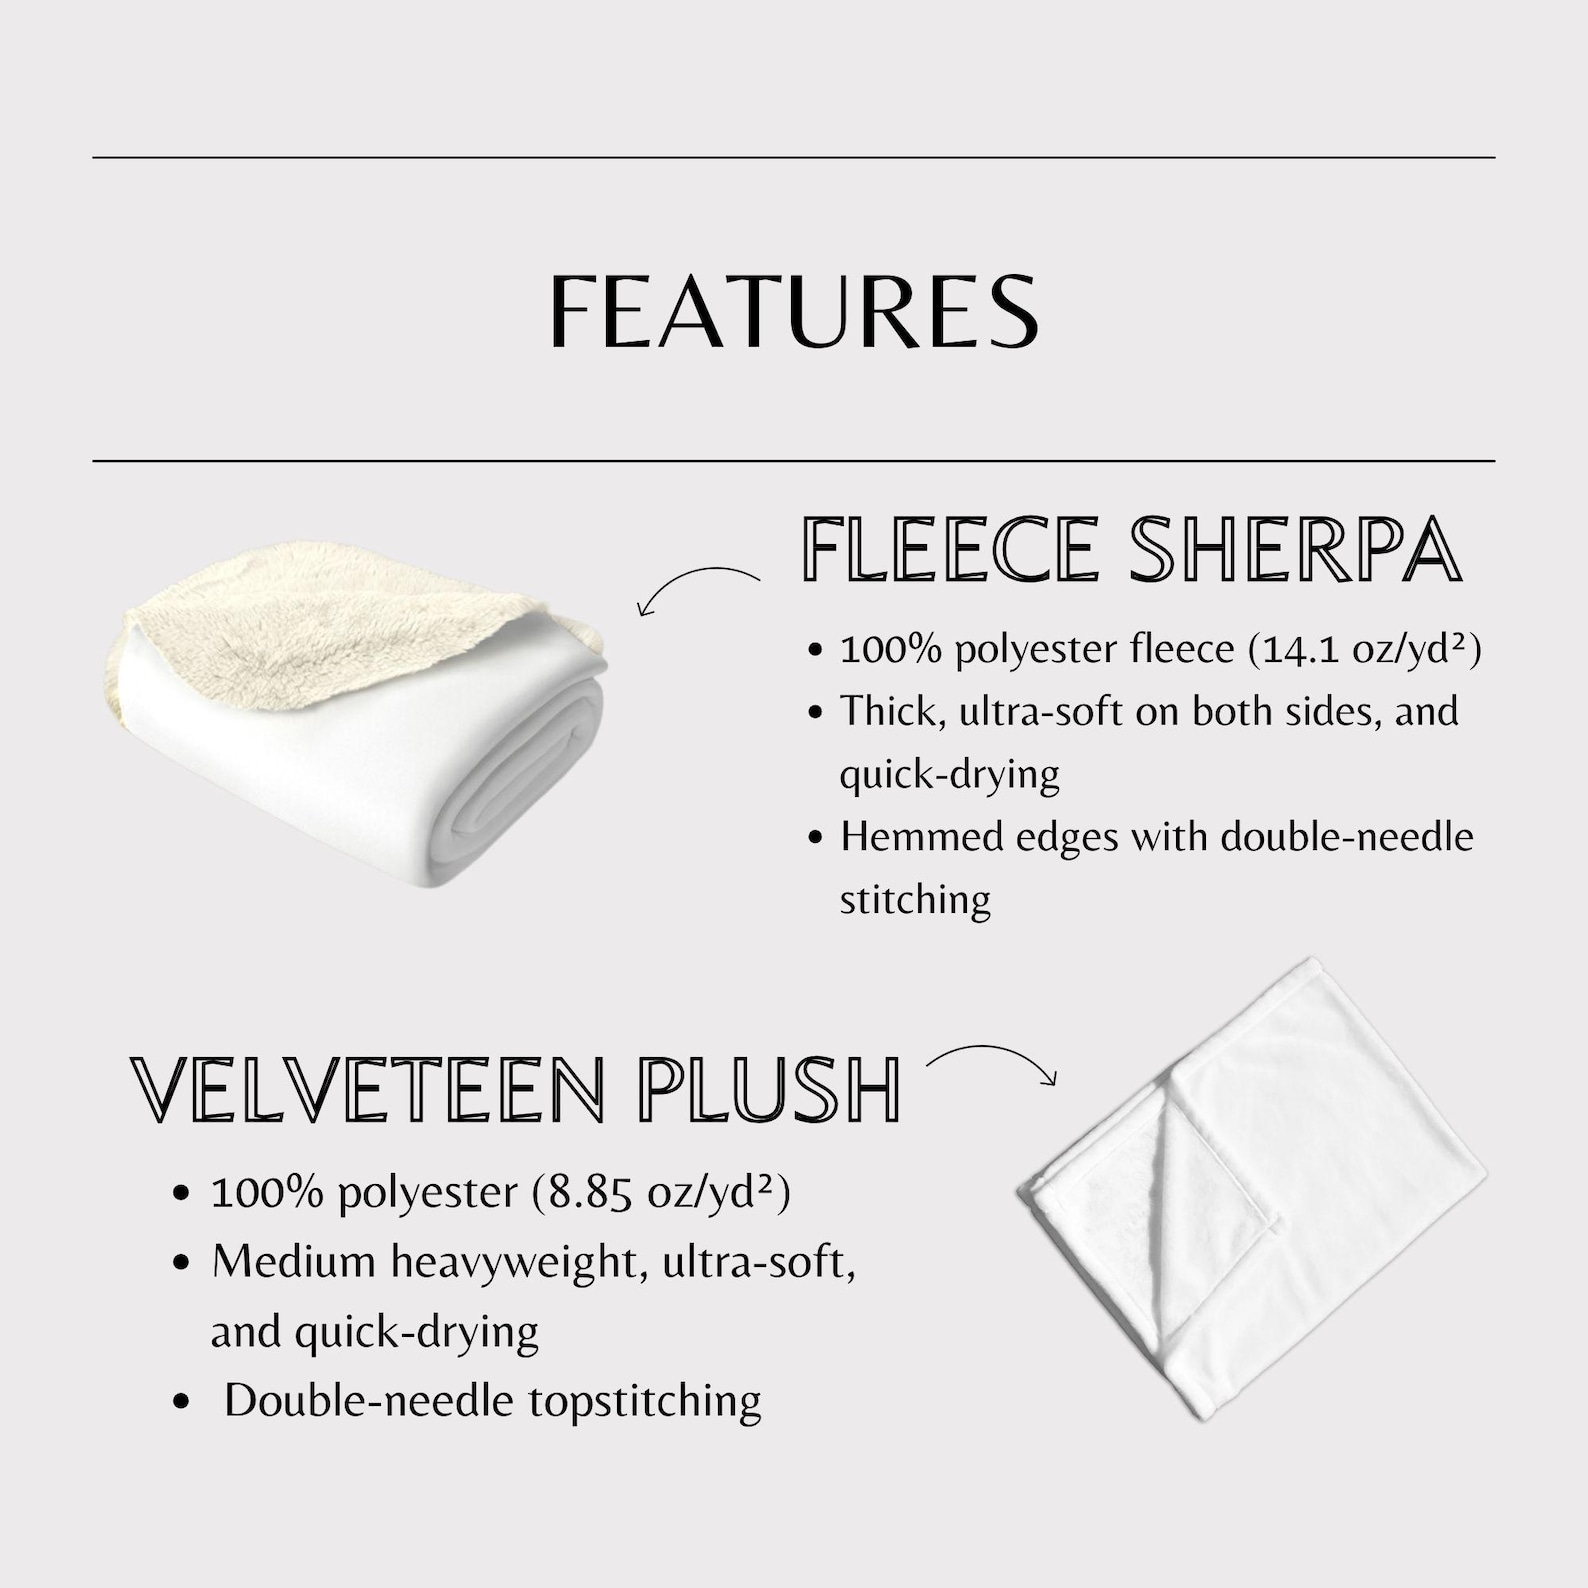 FEATURES
FLEECE SHERPA
• 100% polyester fleece (14.1 oz/yd²)
• Thick, ultra-soft on both sides, and
quick-drying
• Hemmed edges with double-needle
stitching
VELVETEEN PLUSH
• 100% polyester (8.85 oz/yd²)
• Medium heavyweight, ultra-soft,
and quick-drying
• Double-needle topstitching